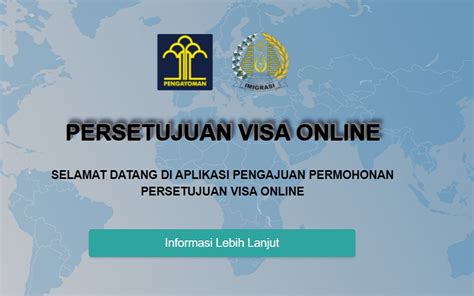 PENGAYOMAN
IMIGRASI
PERSETUJUAN VISA ONLINE
SELAMAT DATANG DI APLIKASI PENGAJUAN PERMOHONAN
PERSETUJUAN VISA ONLINE
Informasi Lebih Lanjut